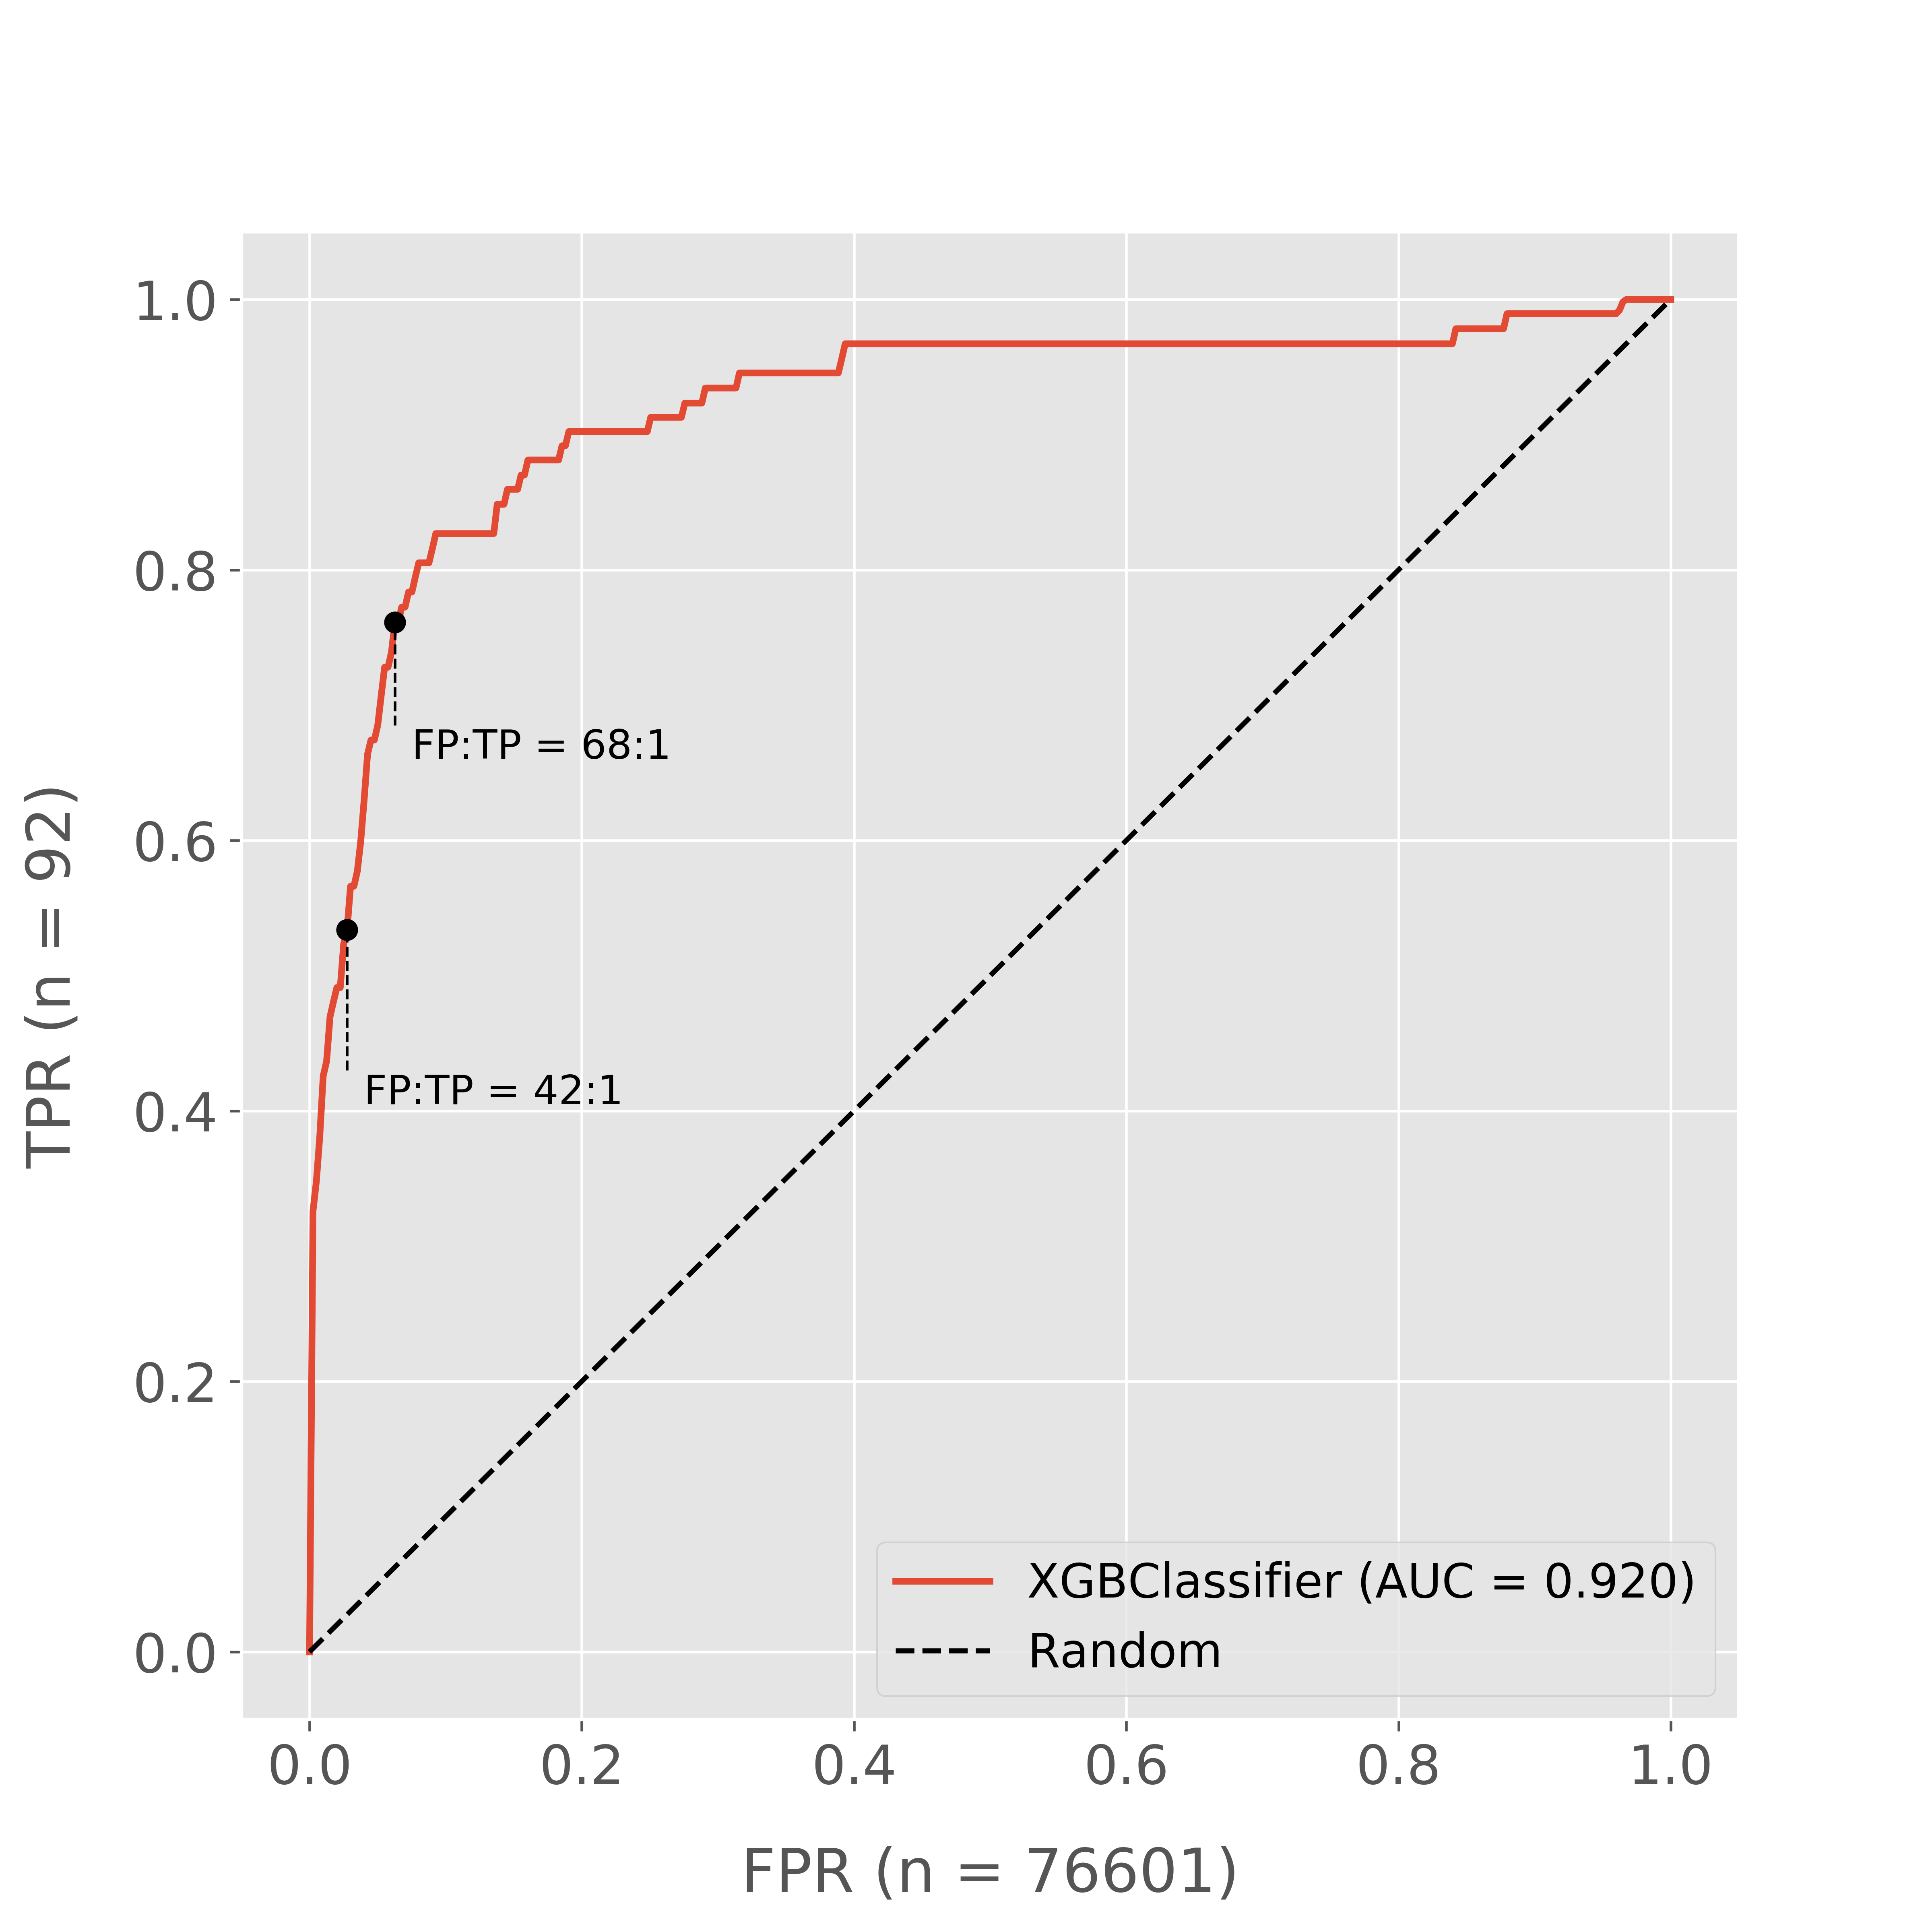 1.0
0.8
0.6
0.4
0.2
0.0
TPR (n = 92)
FP:TP = 68:1
FP:TP = 42:1
XGBClassifier (AUC = 0.920)
Random
0.0 0.2 0.4 0.6 0.8 1.0
FPR (n = 76601)